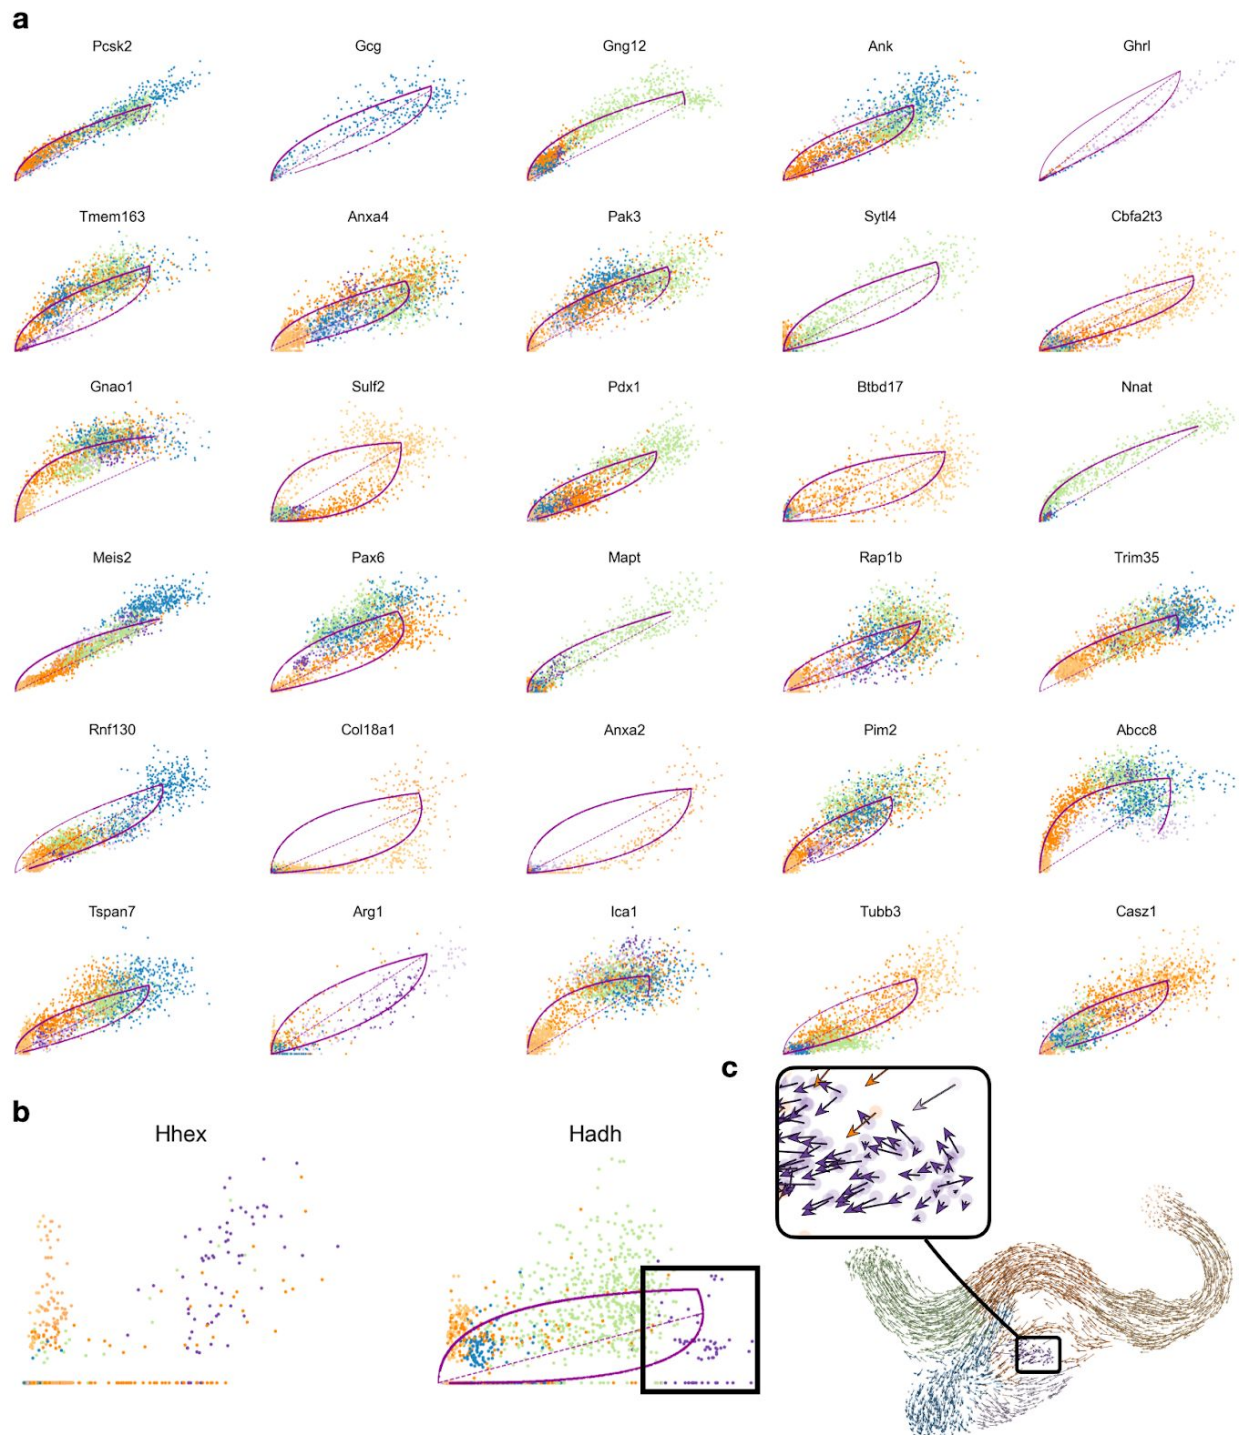 a
Pcsk2 Gcg Gng12 Ank Ghrl
Tmem163 Anxa4 Pak3 Sytl4 Cbfa2t3
Gnao1 Sulf2 Pdx1 Btbd17 Nnat
Meis2 Pax6 Mapt Rap1b Trim35
Rnf130 Col18a1 Anxa2 Pim2 Abcc8
Tspan7 Arg1 Ica1 Tubb3 Casz1
b
Hhex Hadh
c